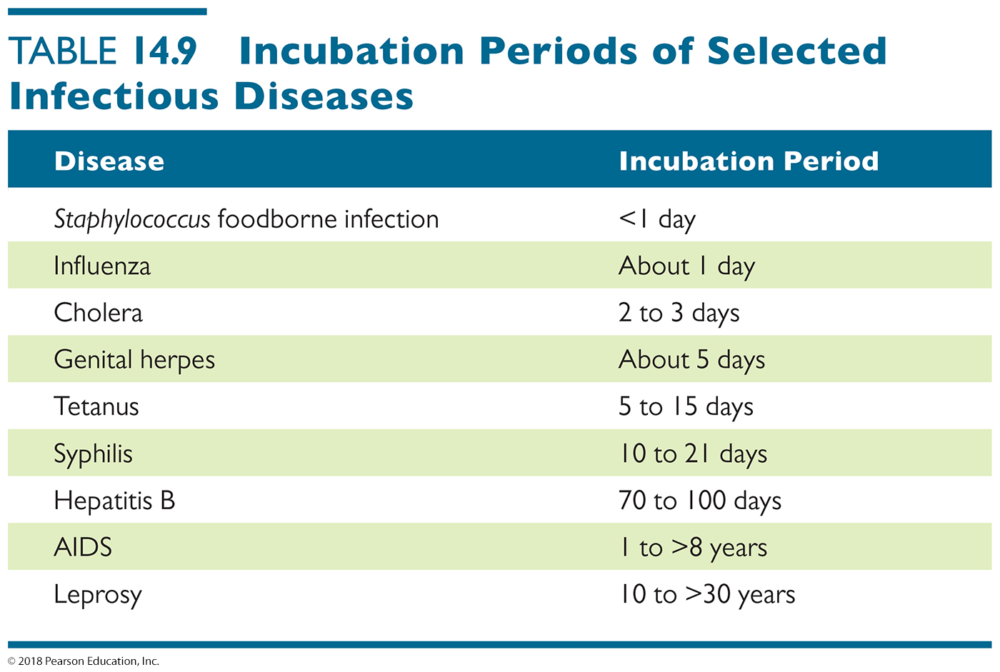 TABLE 14.9 Incubation Periods of Selected
Infectious Diseases
Disease Incubation Period
Staphylococcus foodborne infection <1 day
Influenza About 1 day
Cholera 2 to 3 days
Genital herpes About 5 days
Tetanus 5 to 15 days
Syphilis 10 to 21 days
Hepatitis B 70 to 100 days
AIDS 1 to >8 years
Leprosy 10 to >30 years
© 2018 Pearson Education, Inc.